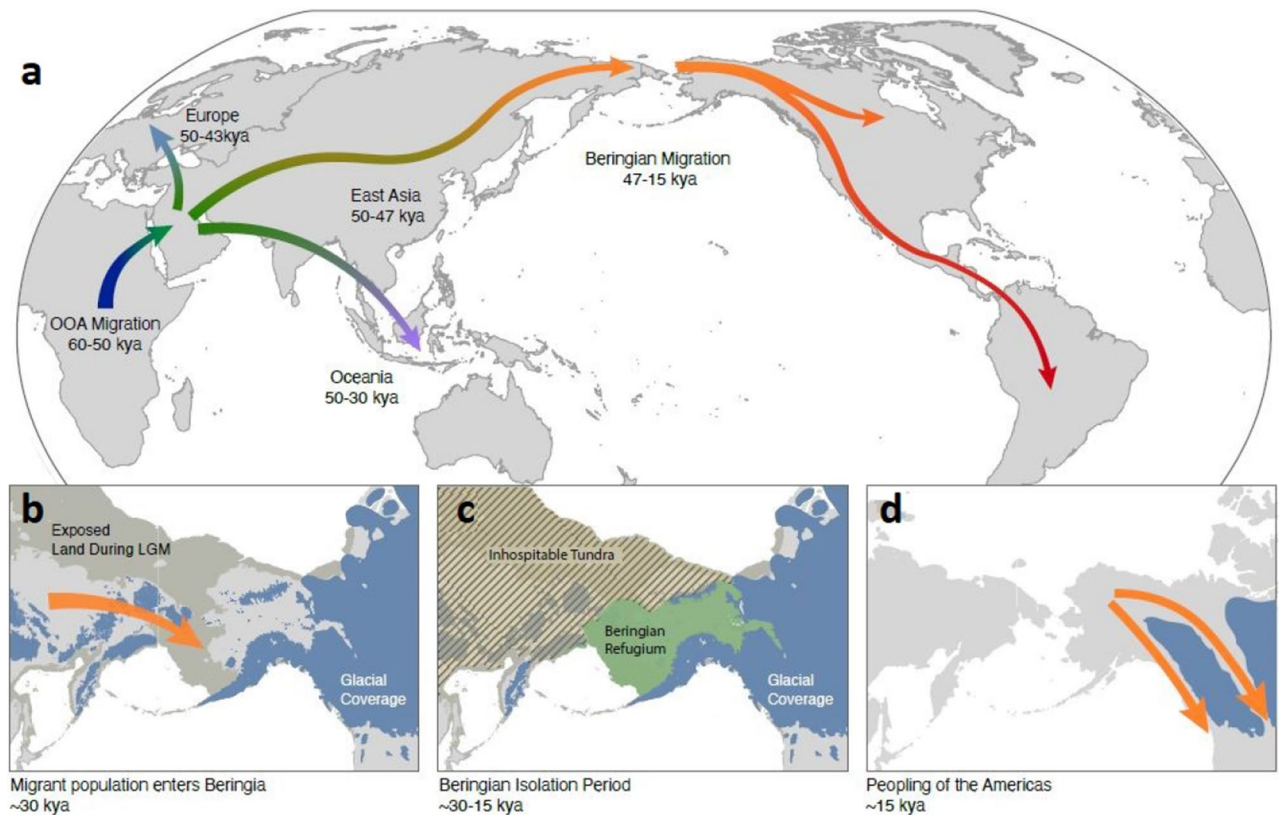 a
Europe
50-43kya
East Asia
50-47 kya
Beringian Migration
47-15 kya
OOA Migration
60-50 kya
Oceania
50-30 kya
b
Exposed
Land During LGM
Glacial
Coverage
Migrant population enters Beringia
~30 kya
c
Inhospitable Tundra
Beringian
Refugium
Glacial
Coverage
Beringian Isolation Period
~30-15 kya
d
Peopling of the Americas
~15 kya